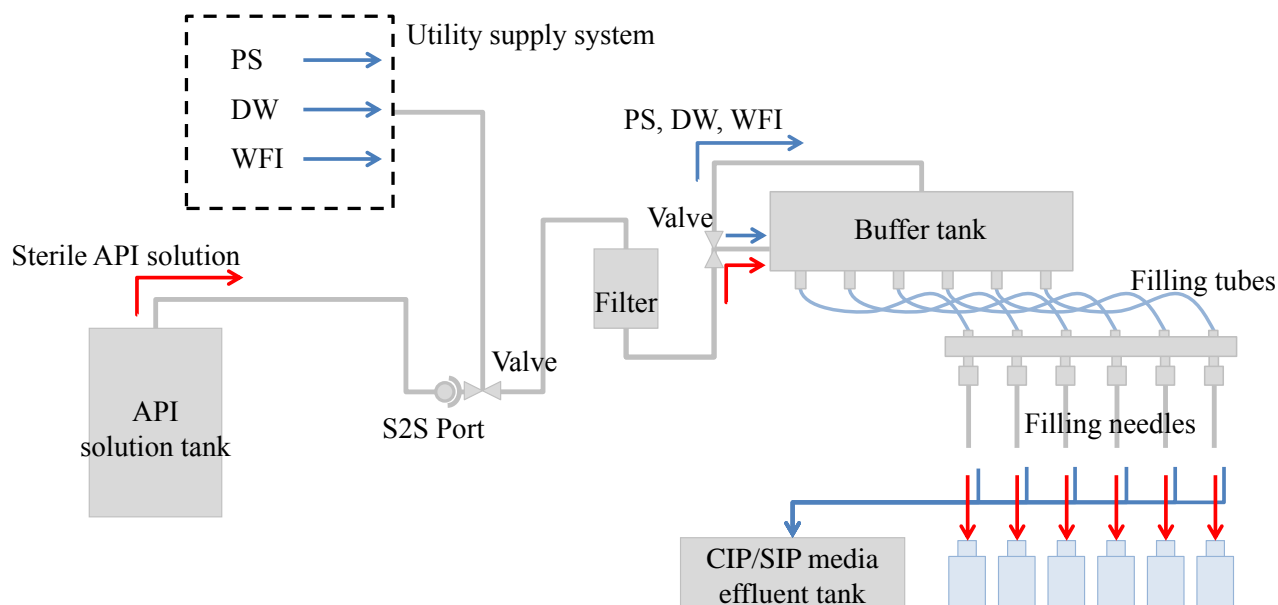 Utility supply system
PS
DW
WFI
PS, DW, WFI
Valve
Buffer tank
Sterile API solution
Filter
Filling tubes
Valve
API
solution tank
S2S Port
Filling needles
CIP/SIP media
effluent tank